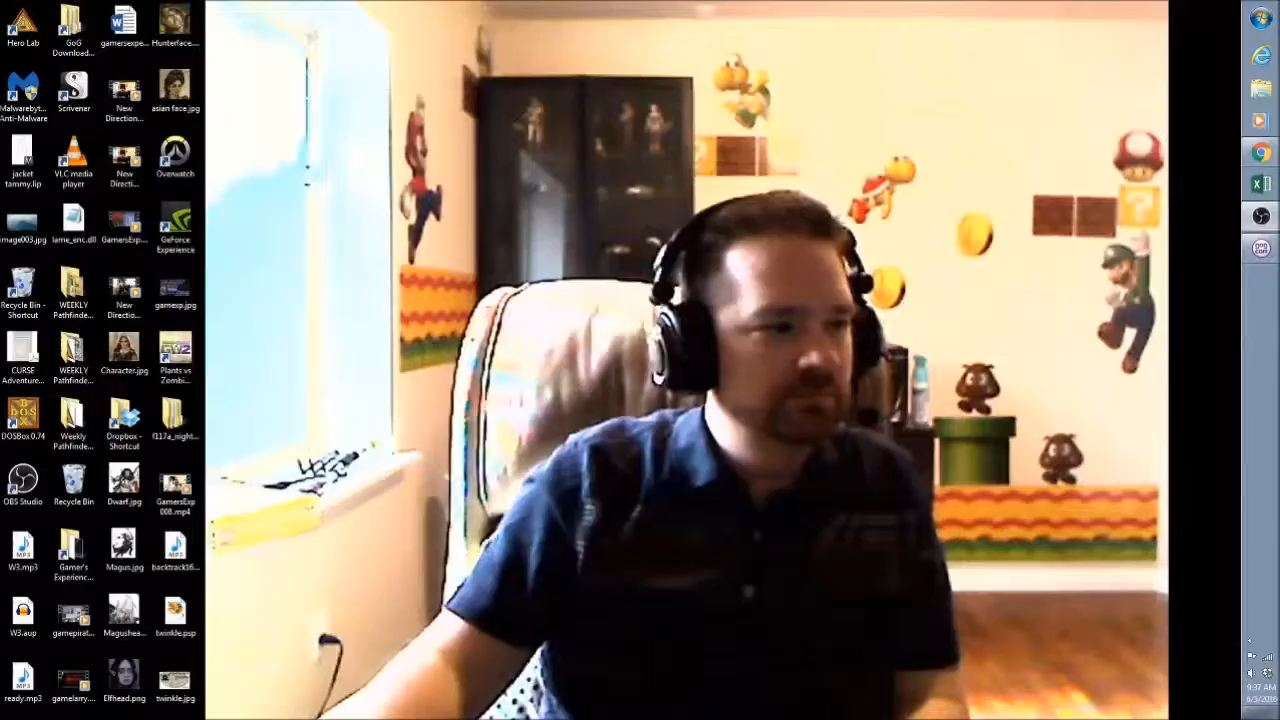 Hero Lab
GoG
Download...
gamersexpe...
Hunterface....
Malwarebyt...
Anti-Malware
Scrivener
New
Direction...
asian face.jpg
jacket
tammy.lip
VLC media
player
New
Directi...
Overwatch
image003.jpg
lame_enc.dll
GamersExp...
GeForce
Experience
Recycle Bin -
Shortcut
WEEKLY
Pathfinde...
New
Directio...
gamexp.jpg
CURSE
Adventure...
WEEKLY
Pathfinde...
Character.jpg
Plants vs
Zombi...
DOSBox 0.74
Weekly
Pathfinde...
Dropbox -
Shortcut
f117a_night...
OBS Studio
Recycle Bin
Dwarf.jpg
GamersExp
008.mp4
W3.mp3
Gamer's
Experienc...
Magus.jpg
backtrack16...
W3.aup
gamepirat...
Magushea...
twinkle.psp
ready.mp3
gamelarry...
Elfhead.png
twinkle.jpg
9:37 AM